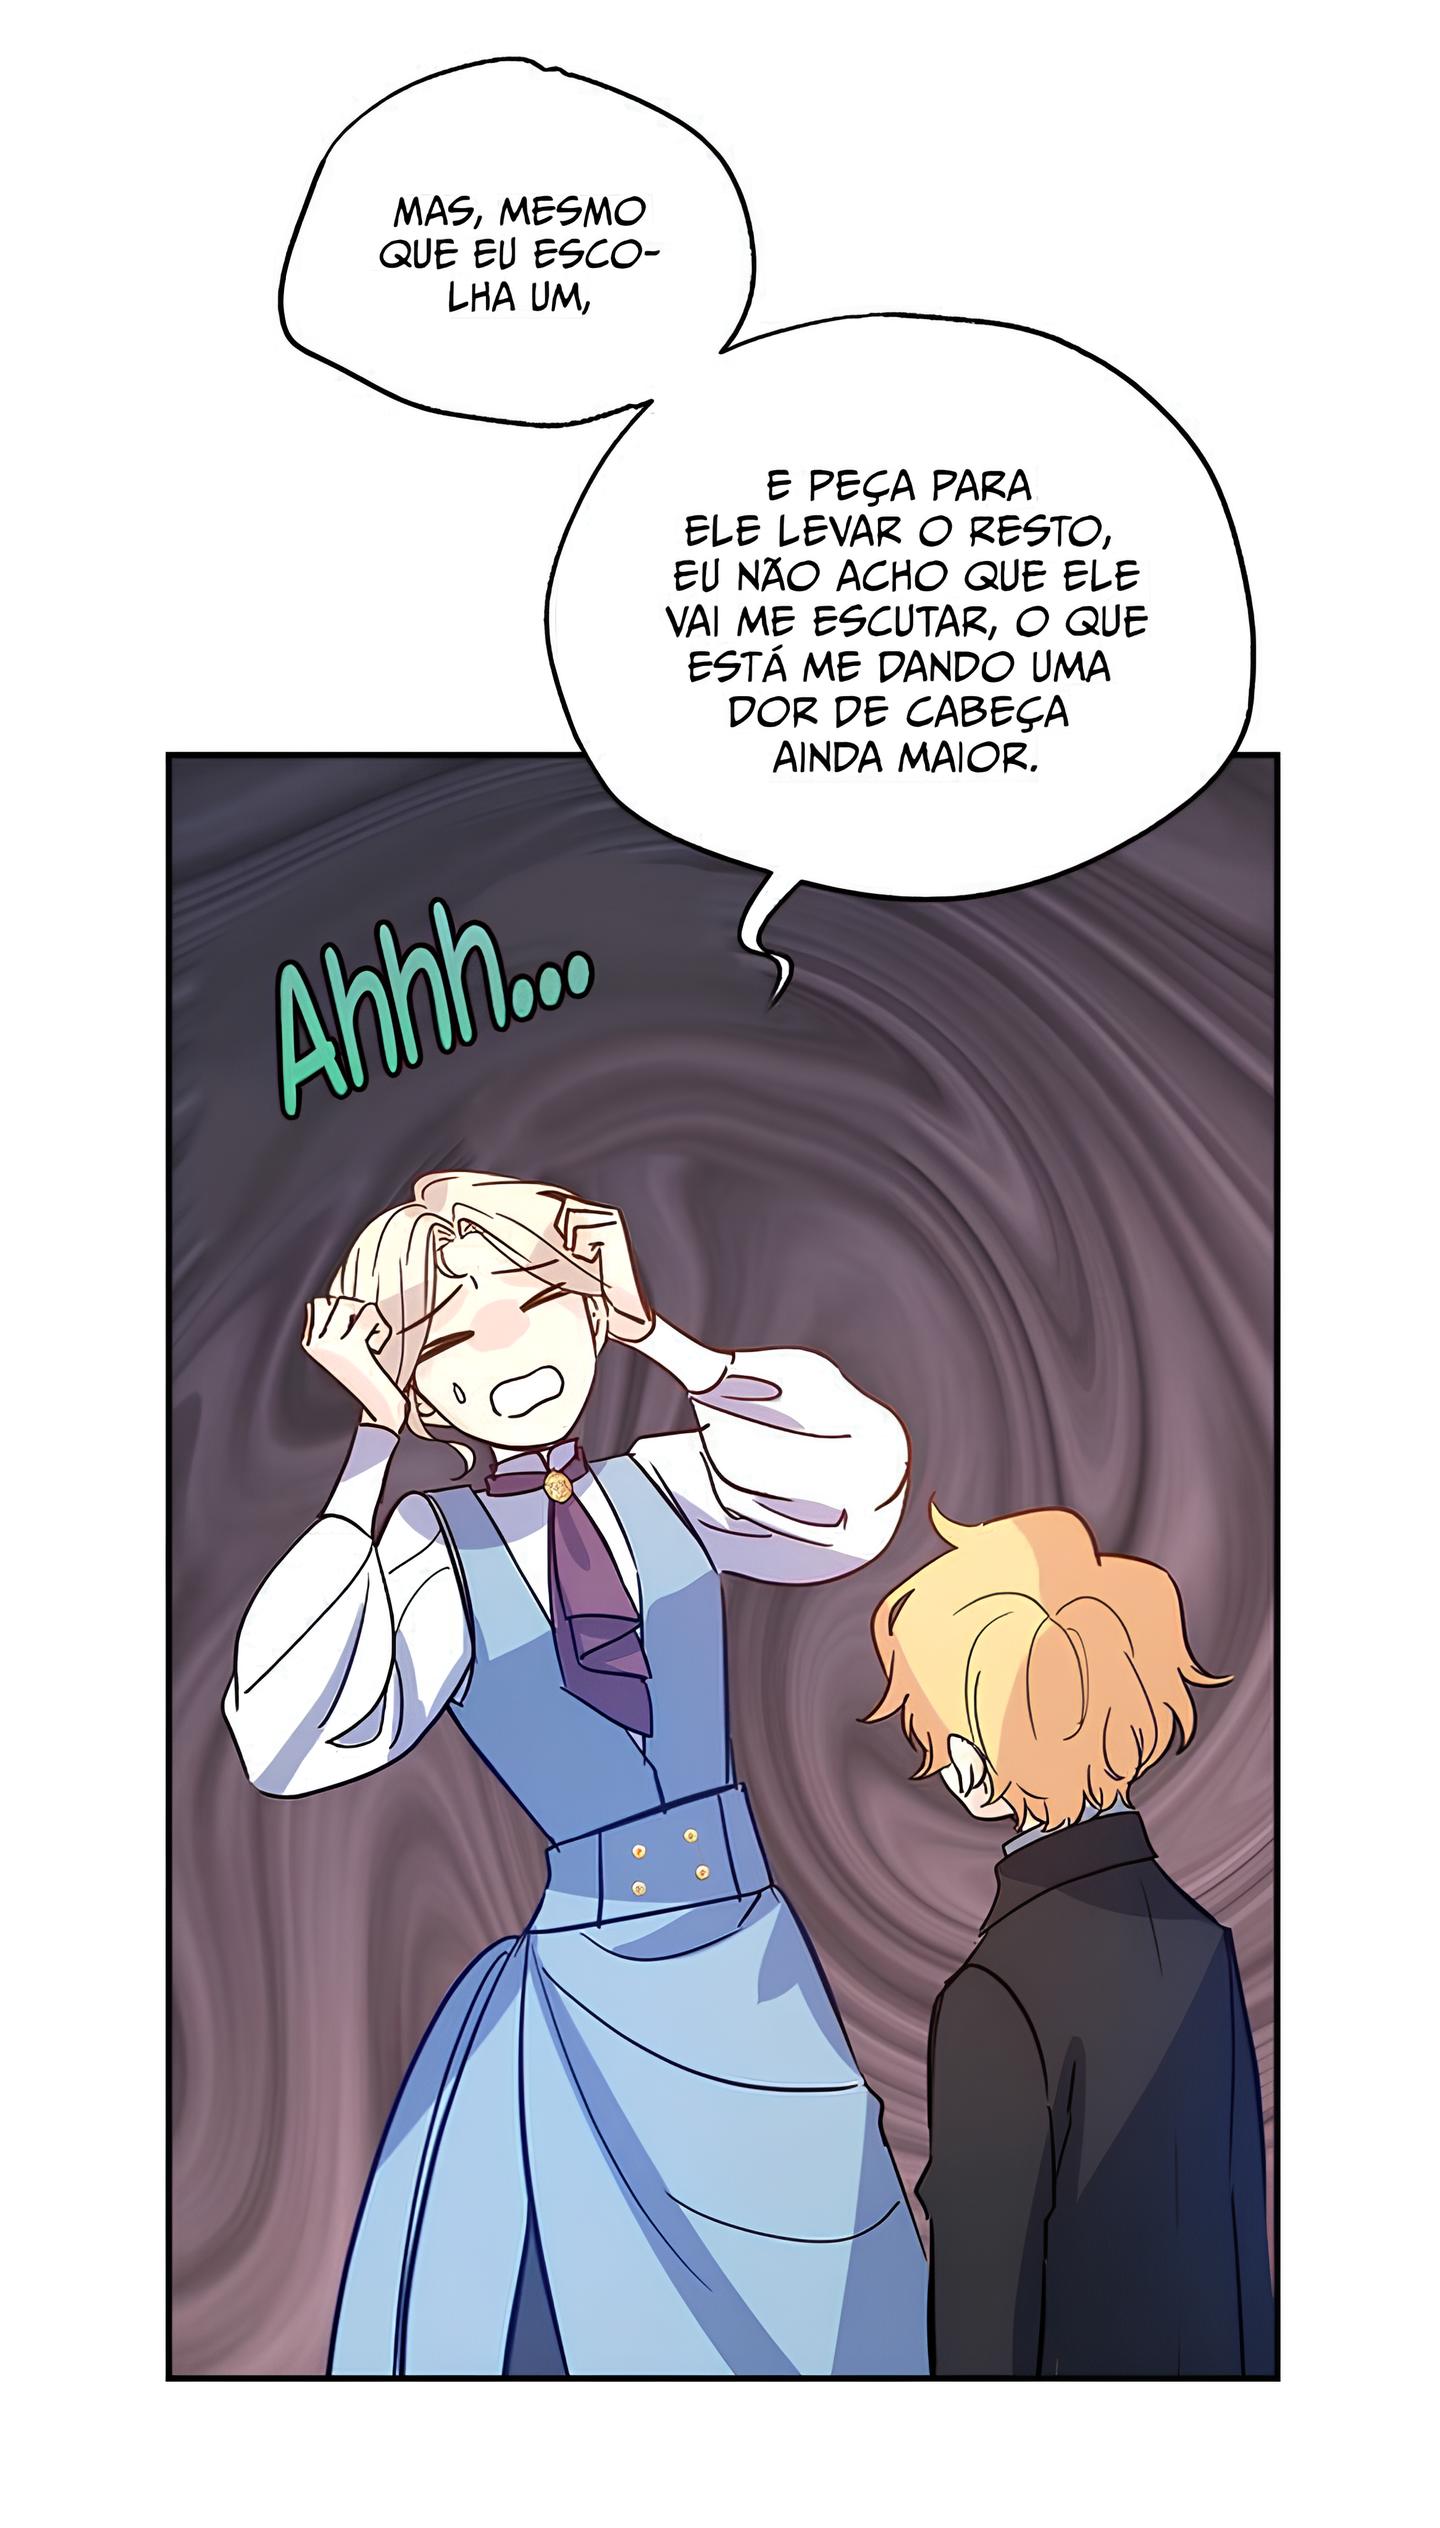 MAS, MESMO
QUE EU ESCO-
LHA UM,
E PEÇA PARA
ELE LEVAR O RESTO,
EU NÃO ACHO QUE ELE
VAI ME ESCUTAR, O QUE
ESTÁ ME DANDO UMA
DOR DE CABEÇA
AINDA MAIOR.
Ahhh...